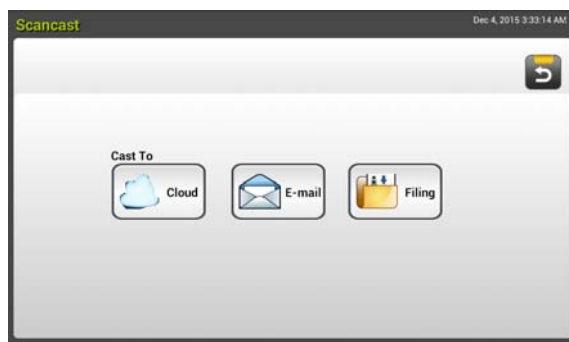 Scancast
Dec 4, 2015 3:33:14 AM
Cast To
Cloud
E-mail
Filing